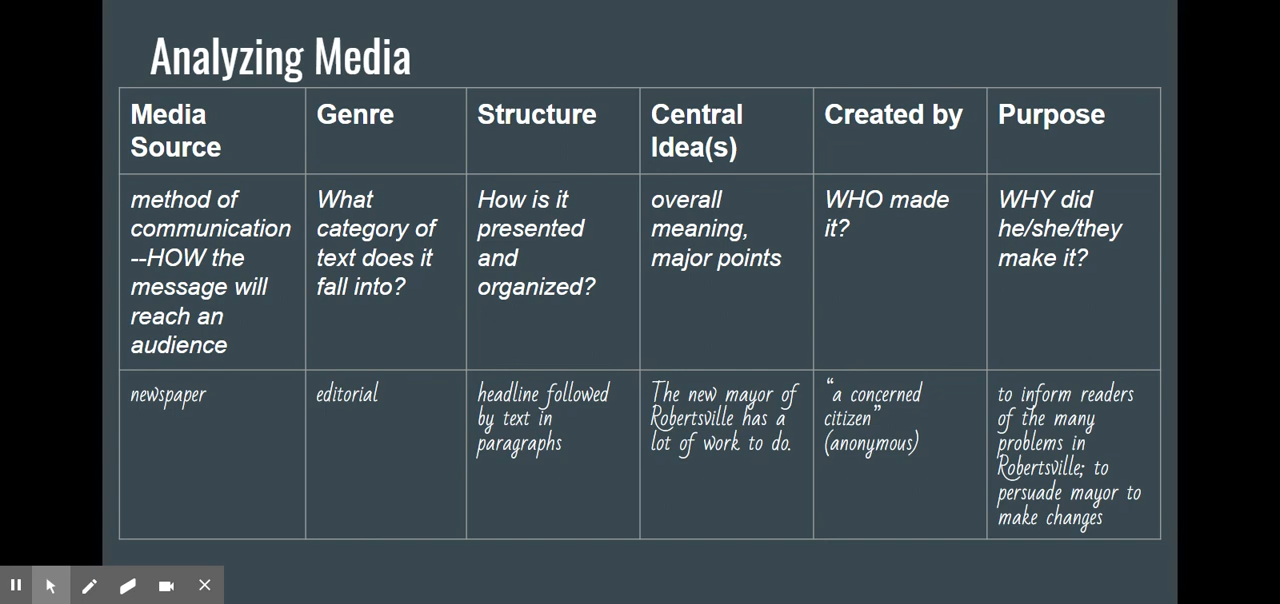 Analyzing Media
Media
Source
Genre
Structure
Central
Idea(s)
Created by
Purpose
method of
communication
--HOW the
message will
reach an
audience
What
category of
text does it
fall into?
How is it
presented
and
organized?
overall
meaning,
major points
WHO made
it?
WHY did
he/she/they
make it?
newspaper
editorial
headline followed
by text in
paragraphs
The new mayor of
Robertsville has a
lot of work to do.
“a concerned
citizen”
(anonymous)
to inform readers
of the many
problems in
Robertsville; to
persuade mayor to
make changes